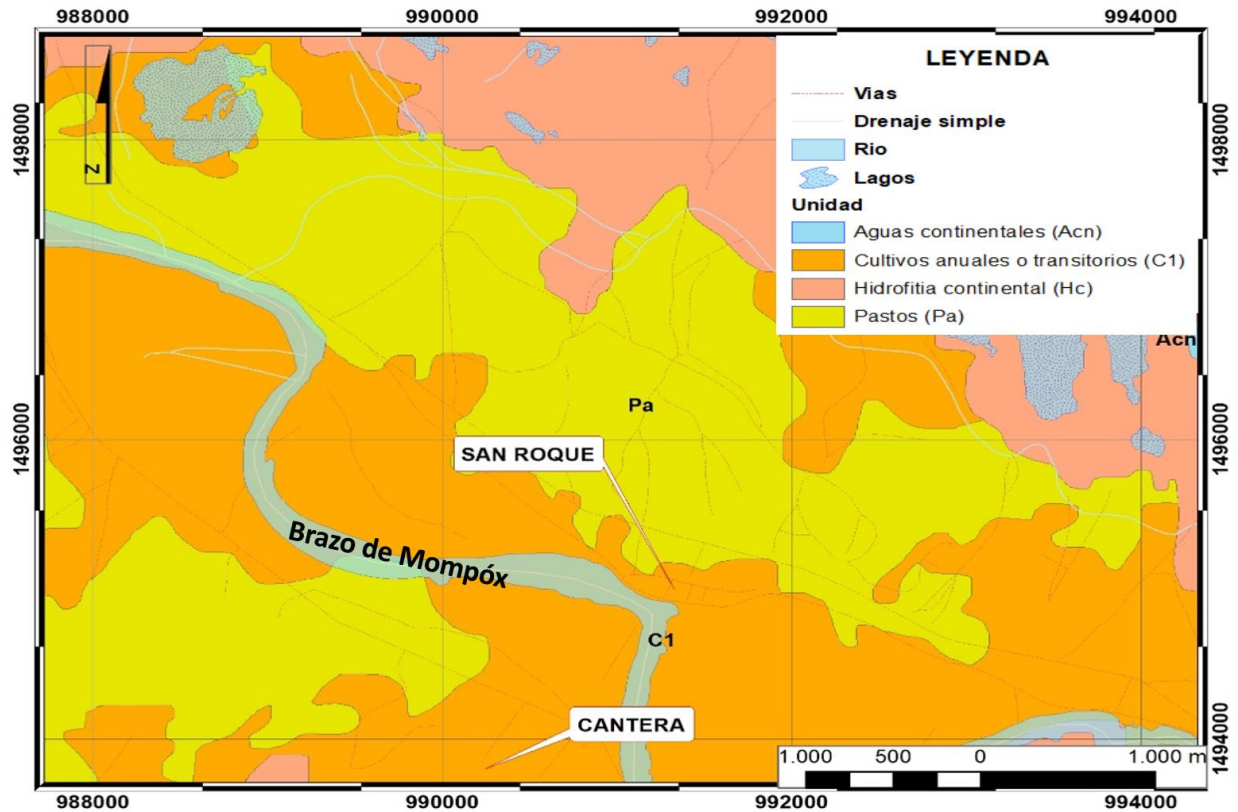 988000
990000
992000
994000
1498000
1496000
1494000
1498000
1496000
1494000
N
LEYENDA
Vias
Drenaje simple
Rio
Lagos
Unidad
Aguas continentales (Acn)
Cultivos anuales o transitorios (C1)
Hidrofitia continental (Hc)
Pastos (Pa)
Acn
Pa
SAN ROQUE
Brazo de Mompóx
C1
CANTERA
1.000 500 0 1.000 m
988000
990000
992000
994000